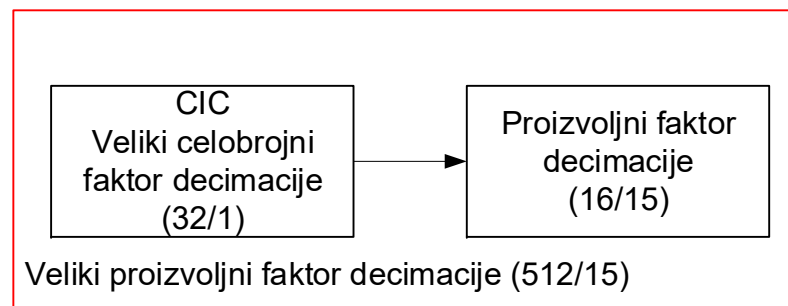 CIC
Veliki celobrojni
faktor decimacije
(32/1)
Proizvoljni faktor
decimacije
(16/15)
Veliki proizvoljni faktor decimacije (512/15)